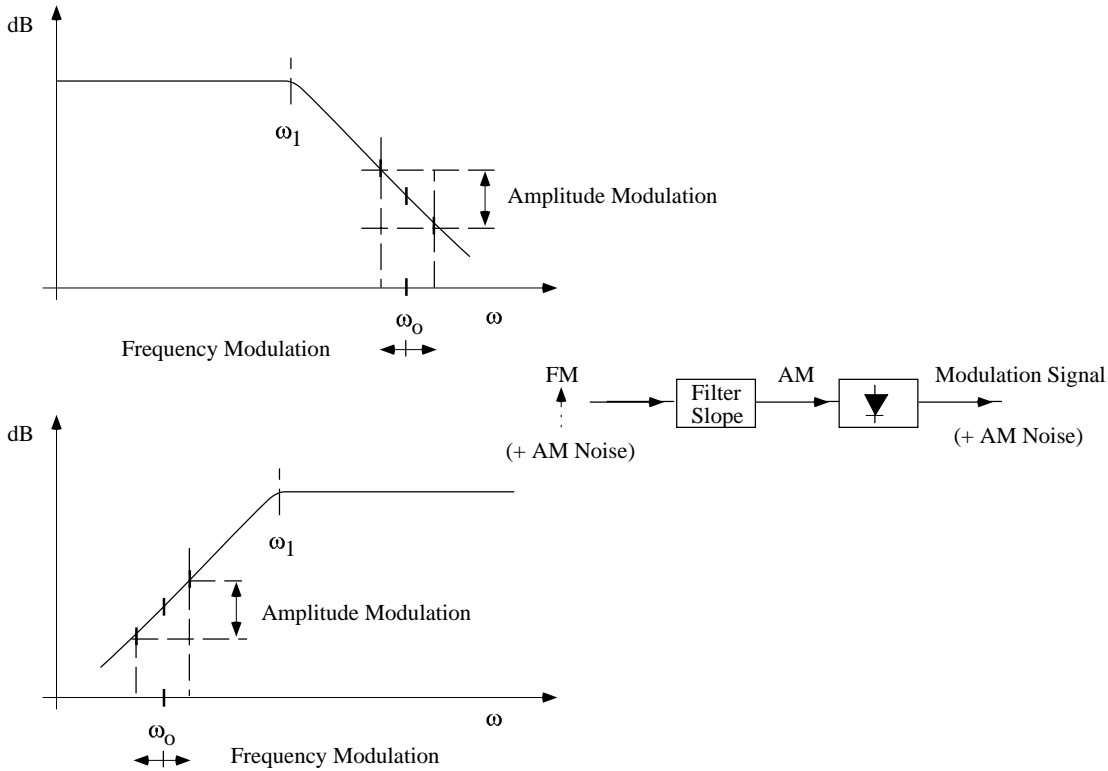 dB
ω1
Amplitude Modulation
ωo
ω
Frequency Modulation
FM
(+ AM Noise)
Filter
Slope
AM
Modulation Signal
(+ AM Noise)
dB
ω1
Amplitude Modulation
ωo
ω
Frequency Modulation